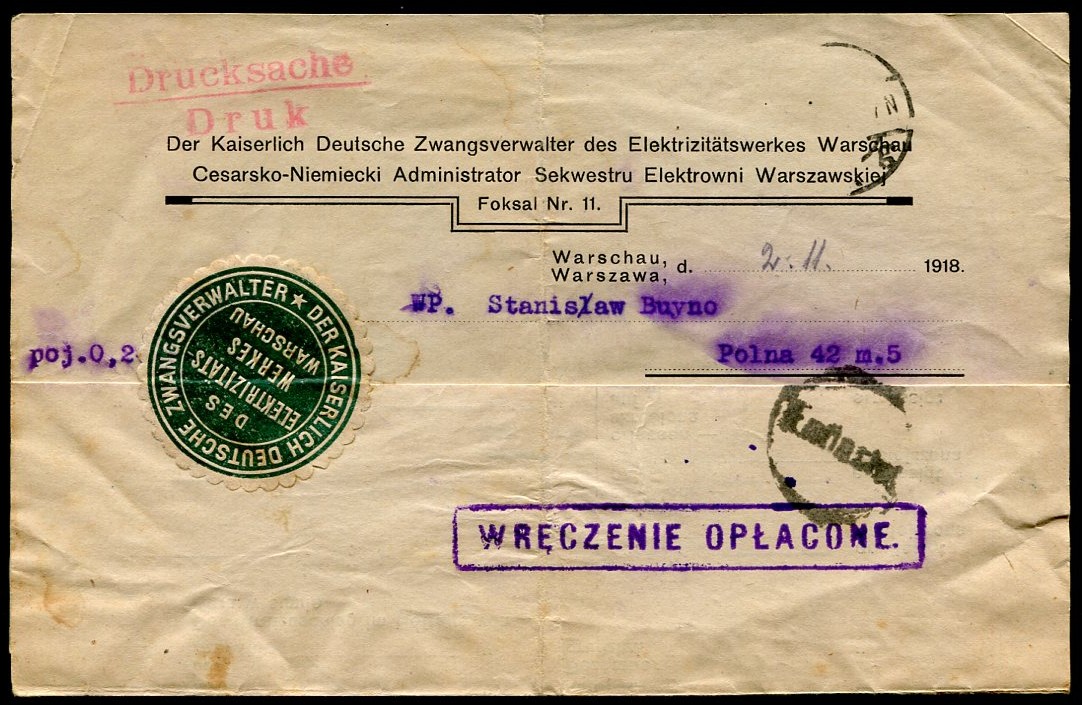 Drucksache
Druk
Der Kaiserlich Deutsche Zwangsverwalter des Elektrizitätswerkes Warschau
Cesarsko-Niemiecki Administrator Sekwestru Elektrowni Warszawskiej
Foksal Nr. 11.
Warschau,
Warszawa,
d. 2. 11. 1918.
WP. Stanisław Buyno
poj.0,2
Polna 42 m.5
★ DER KAISERLICH DEUTSCHE ZWANGSVERWALTER
DES
ELEKTRIZITÄTS-
WERKES
WARSCHAU
WRĘCZENIE OPŁACONE.